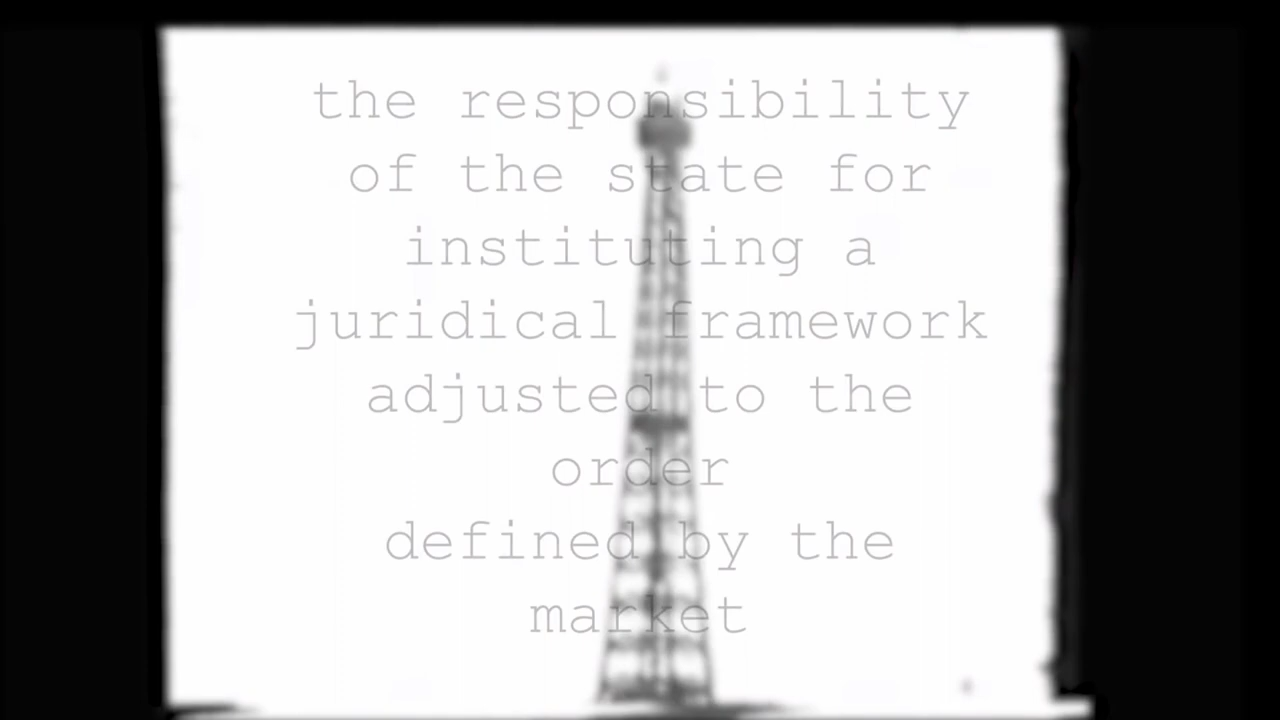 the responsibility
of the state for
instituting a
juridical framework
adjusted to the
order
defined by the
market